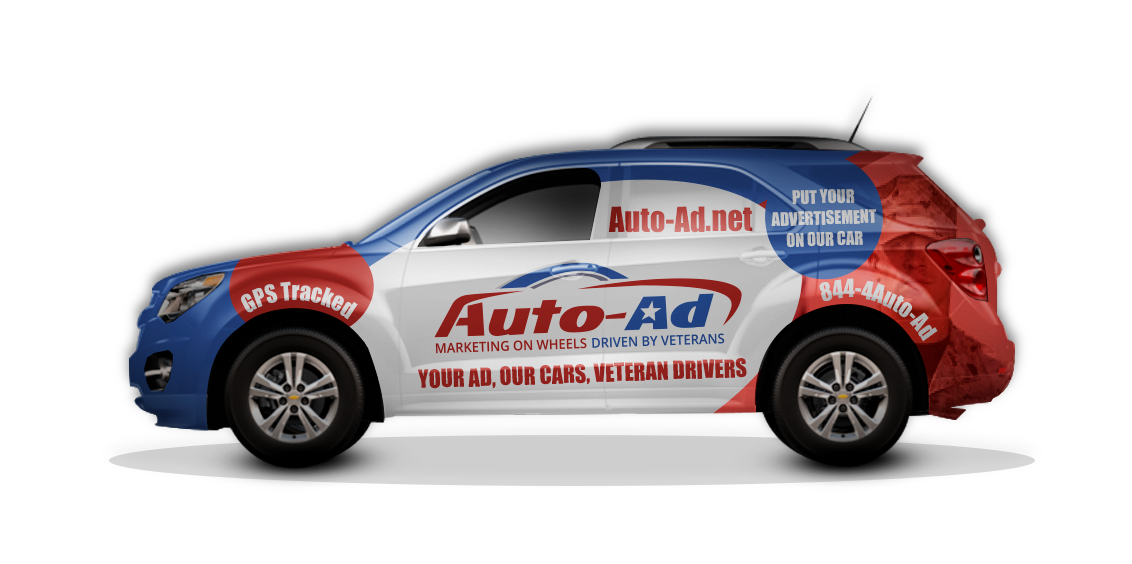 Auto-Ad.net
PUT YOUR
ADVERTISEMENT
ON OUR CAR
GPS Tracked
844-4Auto-Ad
Auto-Ad
MARKETING ON WHEELS DRIVEN BY VETERANS
YOUR AD, OUR CARS, VETERAN DRIVERS